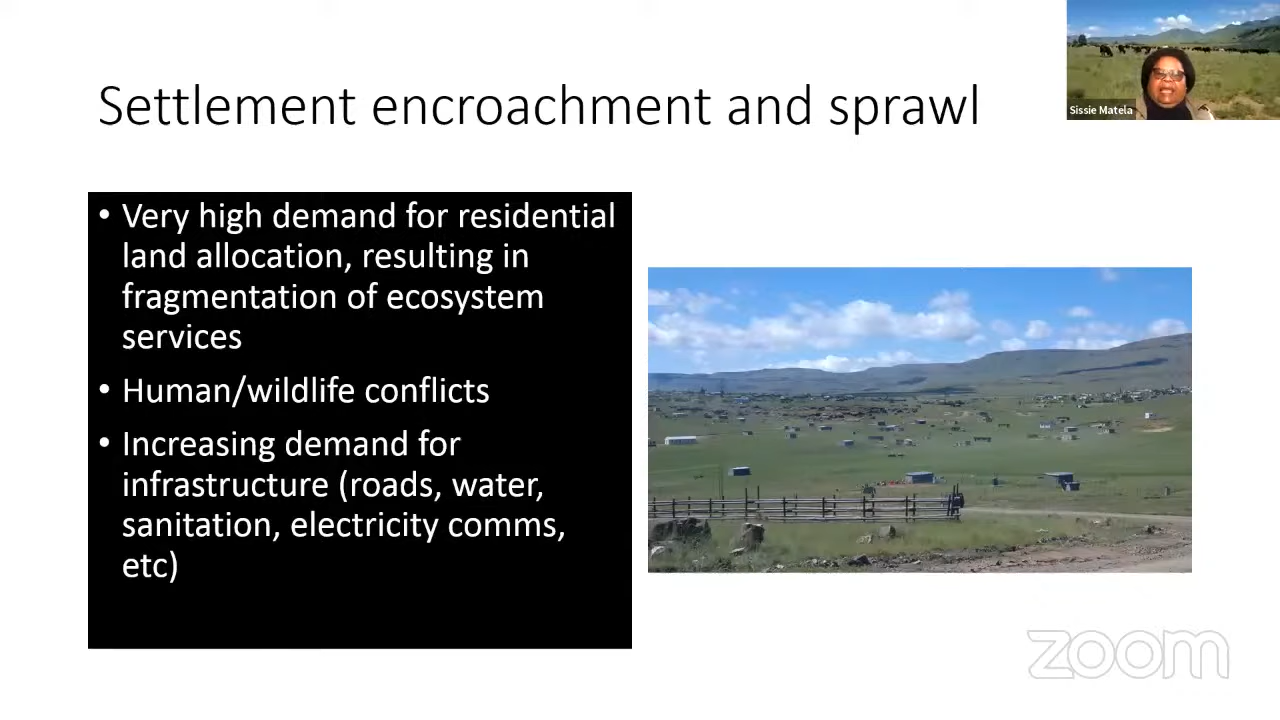 Settlement encroachment and sprawl
Sissie Matela
• Very high demand for residential
land allocation, resulting in
fragmentation of ecosystem
services
• Human/wildlife conflicts
• Increasing demand for
infrastructure (roads, water,
sanitation, electricity comms,
etc)
zoom